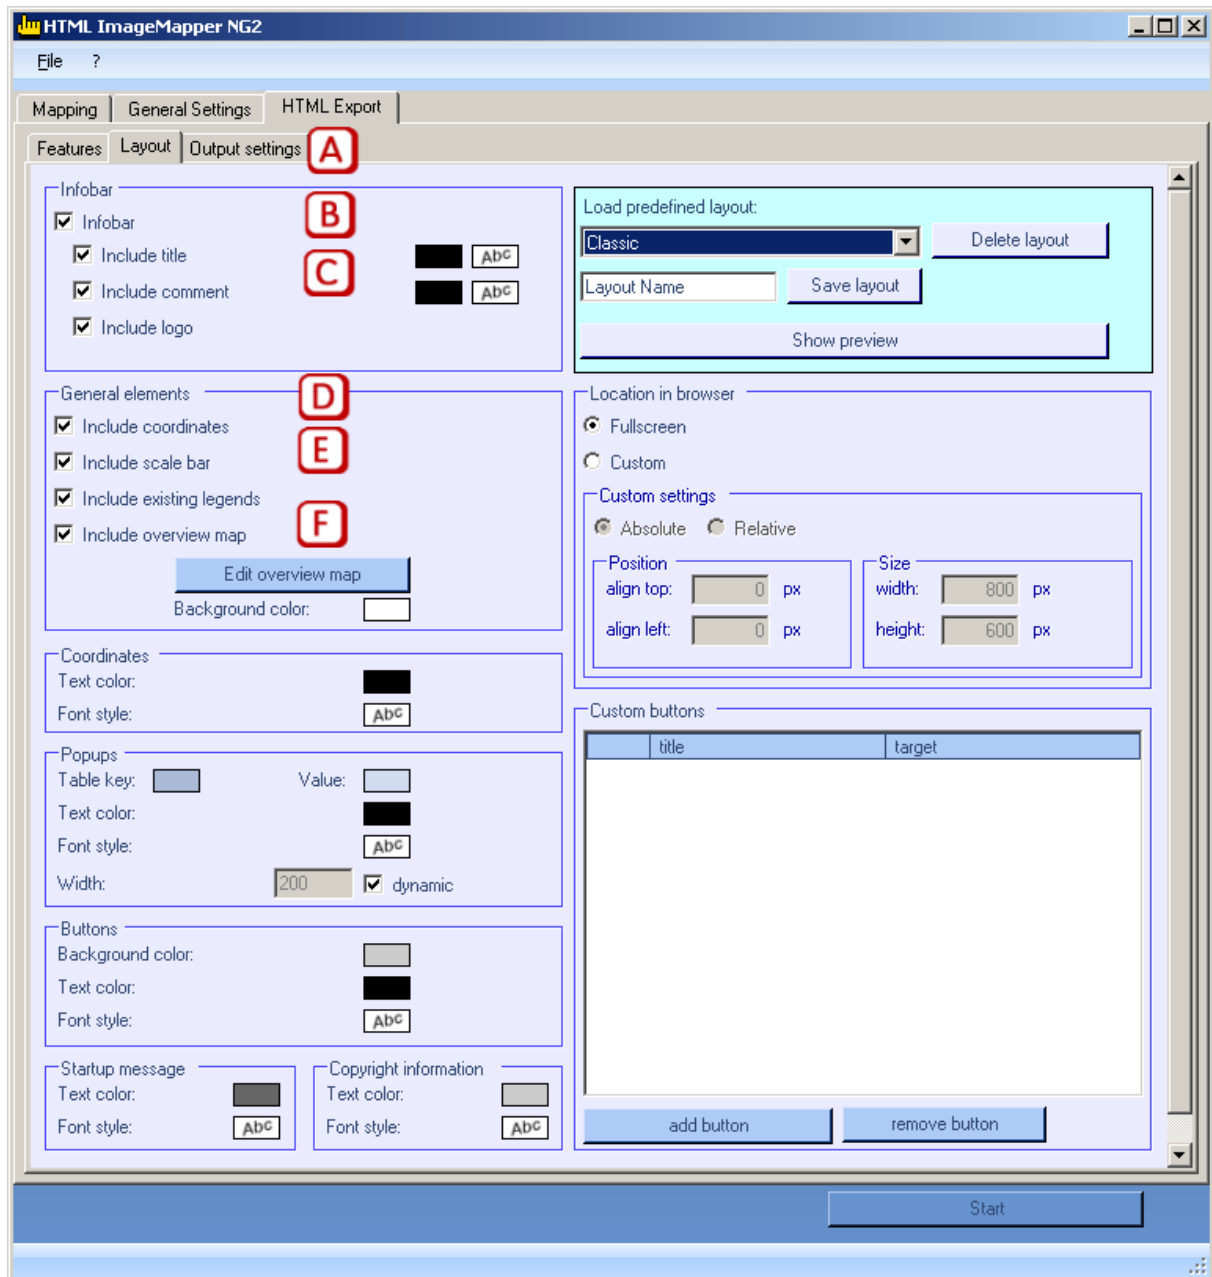 HTML ImageMapper NG2
File ?
Mapping General Settings HTML Export
Features Layout Output settings A
Infobar
B
Infobar
Include title Abc
C
Include comment Abc
Include logo
Load predefined layout:
Classic Delete layout
Layout Name Save layout
Show preview
General elements D
Include coordinates
E
Include scale bar
Include existing legends
F
Include overview map
Edit overview map
Background color:
Location in browser
Fullscreen
Custom
Custom settings
Absolute Relative
Position
align top: 0 px
align left: 0 px
Size
width: 800 px
height: 600 px
Coordinates
Text color:
Font style: Abc
Popups
Table key: Value:
Text color:
Font style: Abc
Width: 200 dynamic
Buttons
Background color:
Text color:
Font style: Abc
Startup message
Text color:
Font style: Abc
Copyright information
Text color:
Font style: Abc
Custom buttons
title target
add button remove button
Start